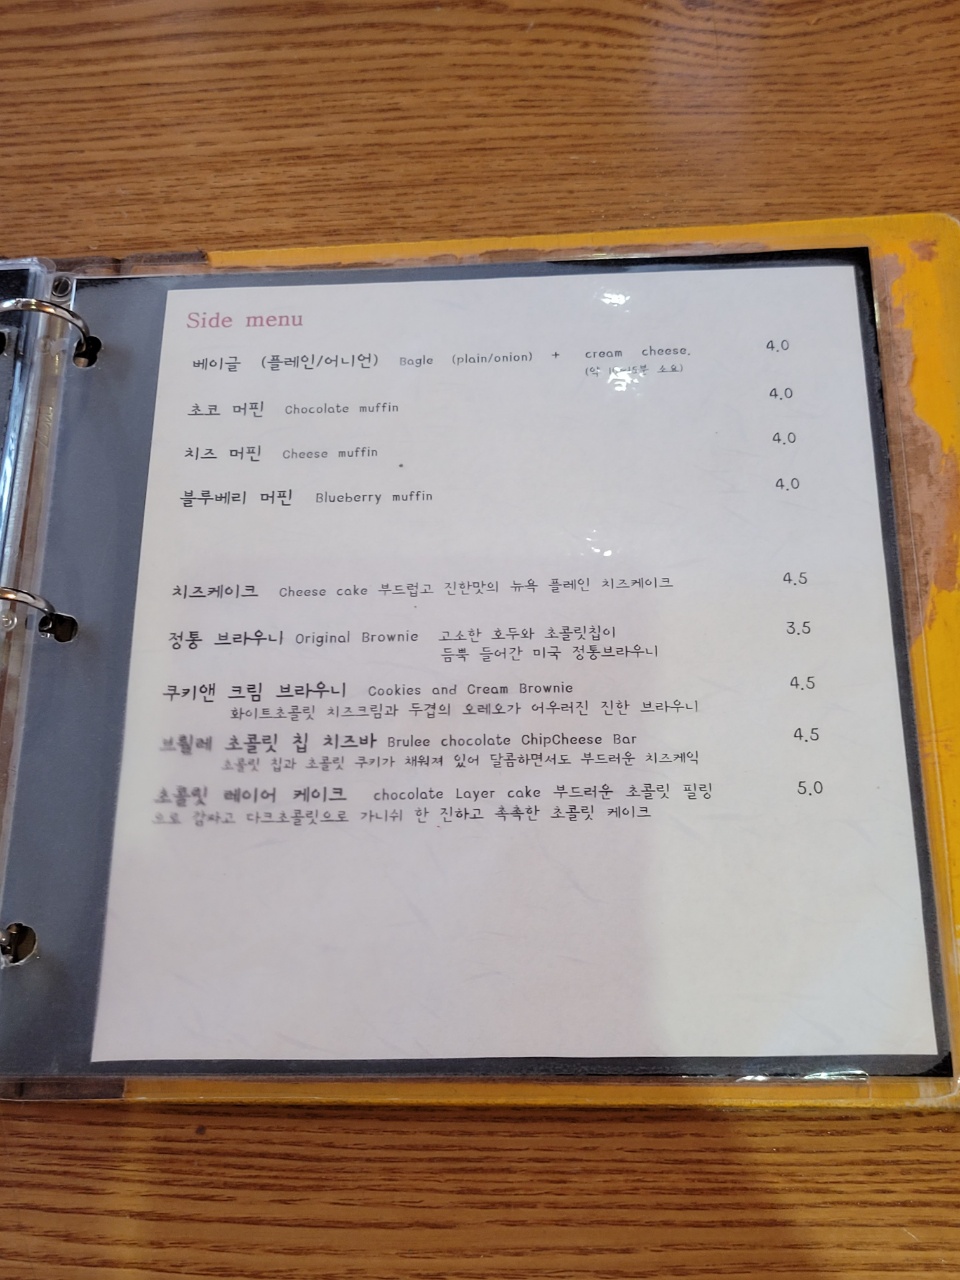 Side menu
베이글 (플레인/어니언) Bagle (plain/onion) + cream cheese. 4.0
(약 소요)
초코 머핀 Chocolate muffin 4.0
치즈 머핀 Cheese muffin 4.0
블루베리 머핀 Blueberry muffin 4.0
치즈케이크 Cheese cake 부드럽고 진한맛의 뉴욕 플레인 치즈케이크 4.5
정통 브라우니 Original Brownie 고소한 호두와 초콜릿칩이 3.5
듬뿍 들어간 미국 정통브라우니
쿠키앤 크림 브라우니 Cookies and Cream Brownie 4.5
화이트초콜릿 치즈크림과 두겹의 오레오가 어우러진 진한 브라우니
브륄레 초콜릿 칩 치즈바 Brulee chocolate ChipCheese Bar 4.5
초콜릿 칩과 초콜릿 쿠키가 채워져 있어 달콤하면서도 부드러운 치즈케익
초콜릿 레이어 케이크 chocolate Layer cake 부드러운 초콜릿 필링 5.0
으로 감싸고 다크초콜릿으로 가니쉬 한 진하고 촉촉한 초콜릿 케이크